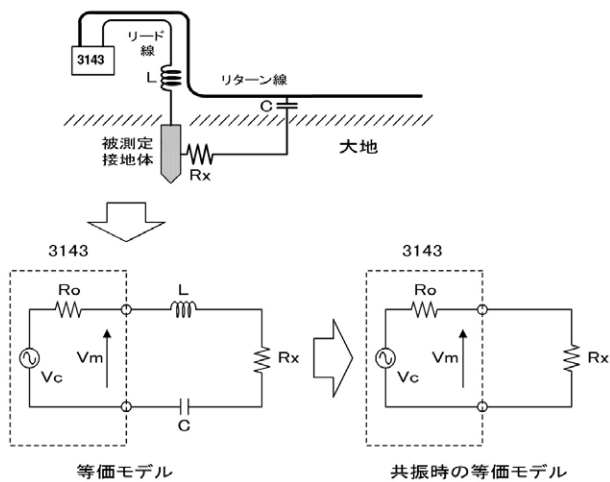 3143
リード
線
L
リターン線
C
被測定
接地体
Rx
大地
3143
Ro
L
Vc
Vm
Rx
C
等価モデル
3143
Ro
Vc
Vm
Rx
共振時の等価モデル